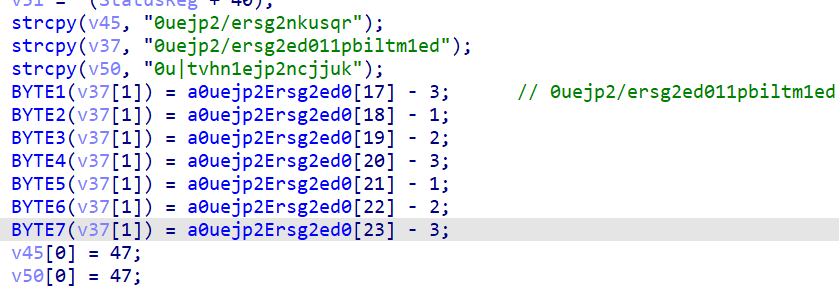 strcpy(v45, "0uejp2/ersg2nkusqr");
strcpy(v37, "0uejp2/ersg2ed011pbiltm1ed");
strcpy(v50, "0u|tvhn1ejp2ncjjuk");
BYTE1(v37[1]) = a0uejp2Ersg2ed0[17] - 3; // 0uejp2/ersg2ed011pbiltm1ed
BYTE2(v37[1]) = a0uejp2Ersg2ed0[18] - 1;
BYTE3(v37[1]) = a0uejp2Ersg2ed0[19] - 2;
BYTE4(v37[1]) = a0uejp2Ersg2ed0[20] - 3;
BYTE5(v37[1]) = a0uejp2Ersg2ed0[21] - 1;
BYTE6(v37[1]) = a0uejp2Ersg2ed0[22] - 2;
BYTE7(v37[1]) = a0uejp2Ersg2ed0[23] - 3;
v45[0] = 47;
v50[0] = 47;